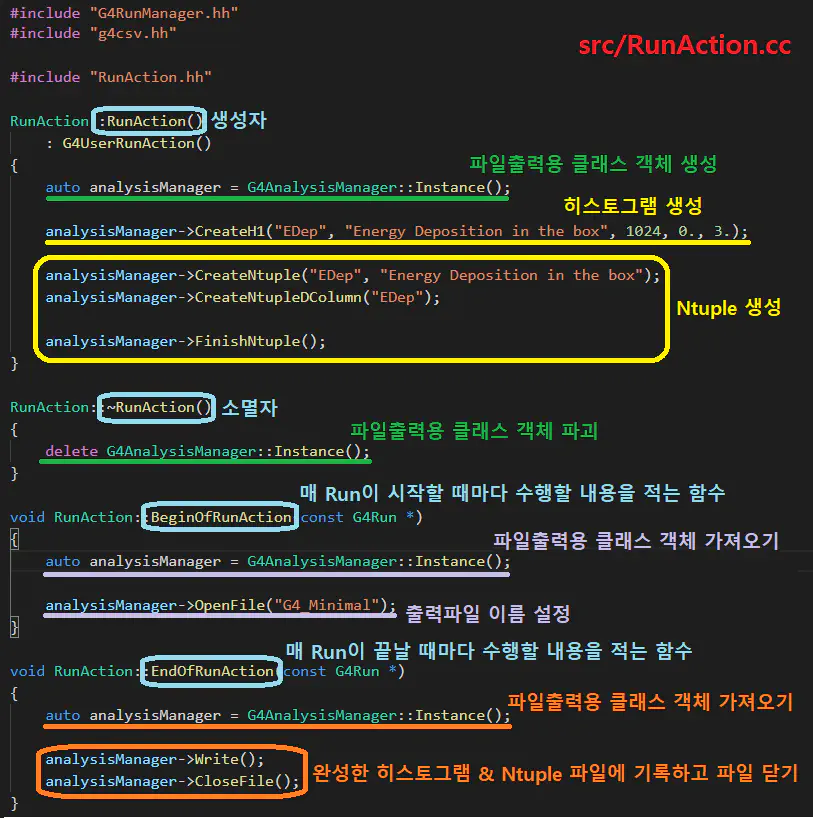 #include "G4RunManager.hh"
#include "g4csv.hh"
src/RunAction.cc
#include "RunAction.hh"
RunAction::RunAction() 생성자
: G4UserRunAction()
{
파일출력용 클래스 객체 생성
auto analysisManager = G4AnalysisManager::Instance();
히스토그램 생성
analysisManager->CreateH1("EDep", "Energy Deposition in the box", 1024, 0., 3.);
analysisManager->CreateNtuple("EDep", "Energy Deposition in the box");
analysisManager->CreateNtupleDColumn("EDep");
Ntuple 생성
analysisManager->FinishNtuple();
}
RunAction::~RunAction() 소멸자
{
파일출력용 클래스 객체 파괴
delete G4AnalysisManager::Instance();
}
매 Run이 시작할 때마다 수행할 내용을 적는 함수
void RunAction::BeginOfRunAction(const G4Run *)
{
파일출력용 클래스 객체 가져오기
auto analysisManager = G4AnalysisManager::Instance();
analysisManager->OpenFile("G4_Minimal"); 출력파일 이름 설정
}
매 Run이 끝날 때마다 수행할 내용을 적는 함수
void RunAction::EndOfRunAction(const G4Run *)
{
파일출력용 클래스 객체 가져오기
auto analysisManager = G4AnalysisManager::Instance();
analysisManager->Write();
analysisManager->CloseFile(); 완성한 히스토그램 & Ntuple 파일에 기록하고 파일 닫기
}